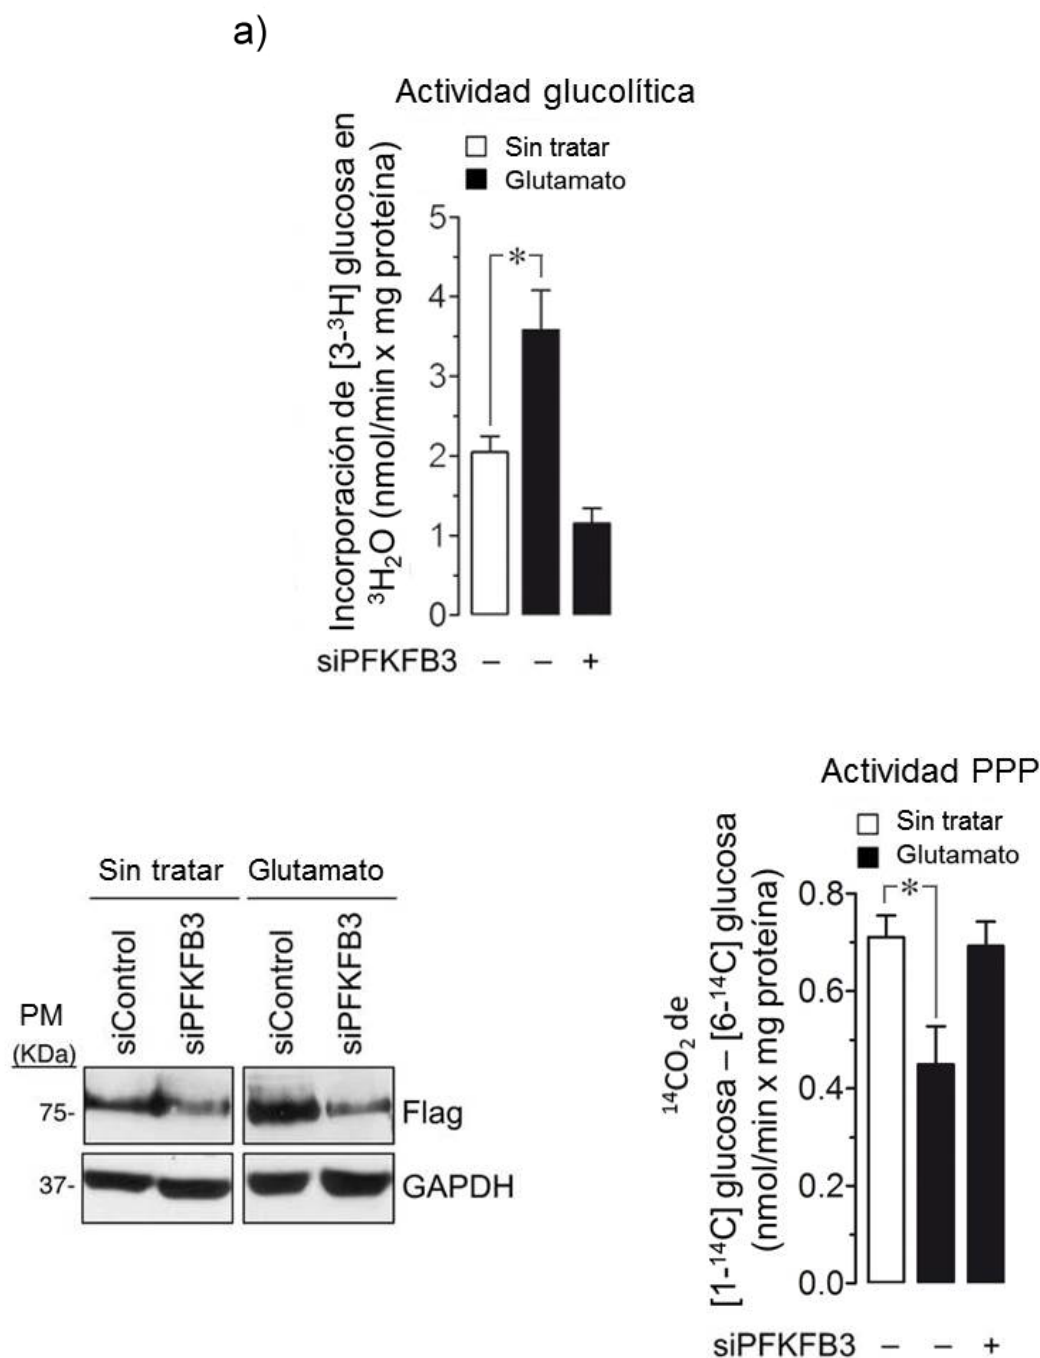 a)
Actividad glucolítica
Sin tratar
Glutamato
Incorporación de [3-³H] glucosa en
³H₂O (nmol/min x mg proteína)
5
4
3
2
1
0
*
siPFKFB3 – – +
Sin tratar Glutamato
siControl siPFKFB3 siControl siPFKFB3
PM
(KDa)
75- Flag
37- GAPDH
Actividad PPP
Sin tratar
Glutamato
¹⁴CO₂ de
[1-¹⁴C] glucosa – [6-¹⁴C] glucosa
(nmol/min x mg proteína)
0.8
0.6
0.4
0.2
0.0
*
siPFKFB3 – – +